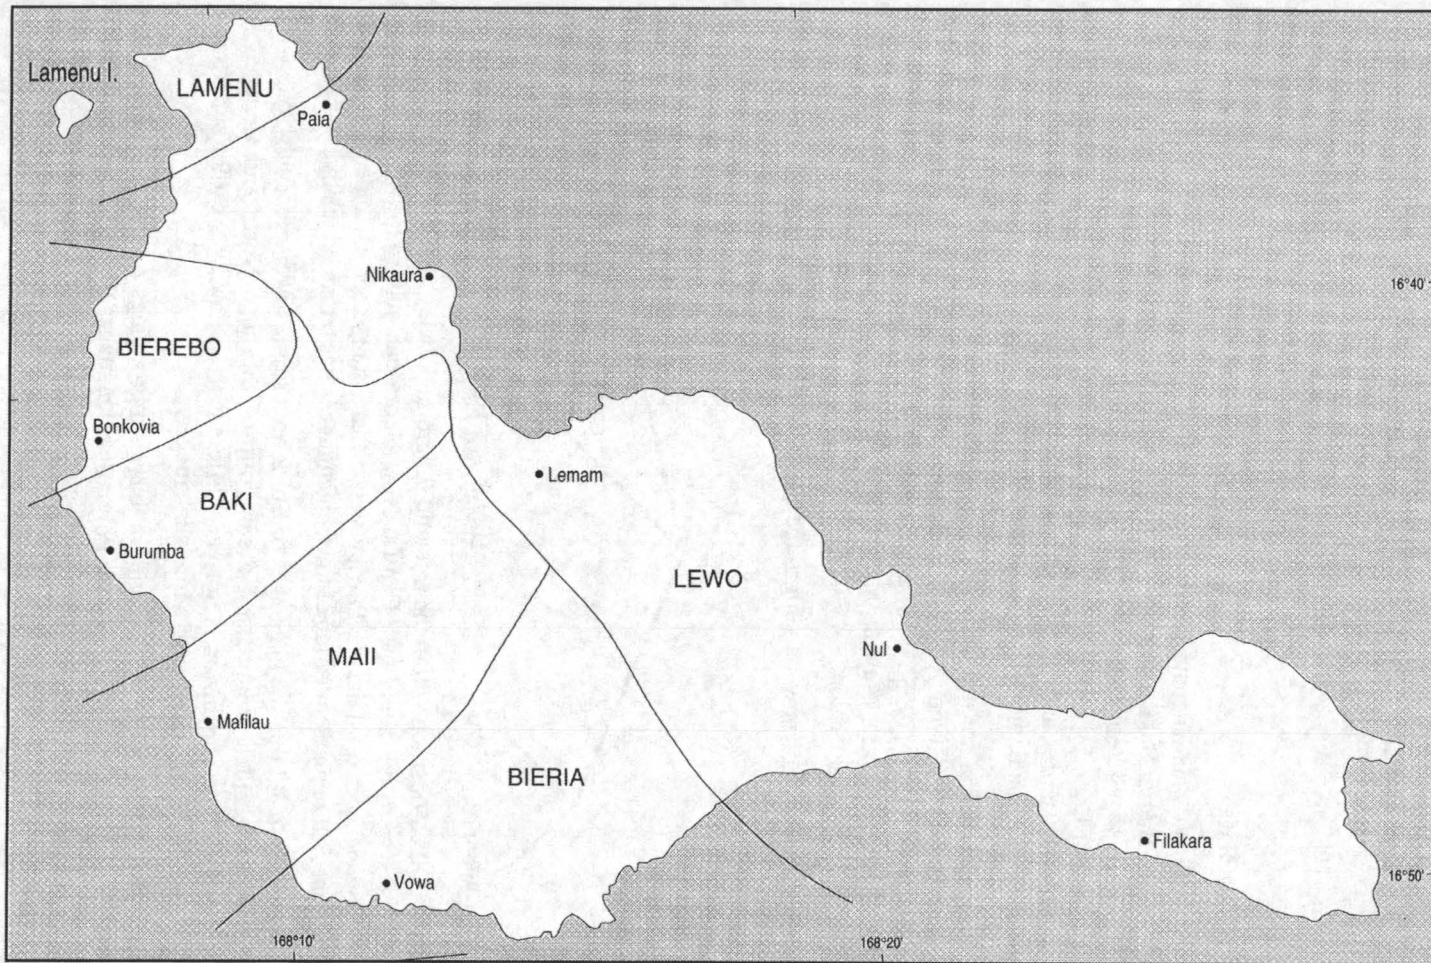 Lamenu I.
LAMENU
Paia
Nikaura
16°40'
BIEREBO
Bonkovia
Lemam
BAKI
Burumba
LEWO
MAII
Nul
Mafilau
BIERIA
Filakara
Vowa
16°50'
168°10'
168°20'